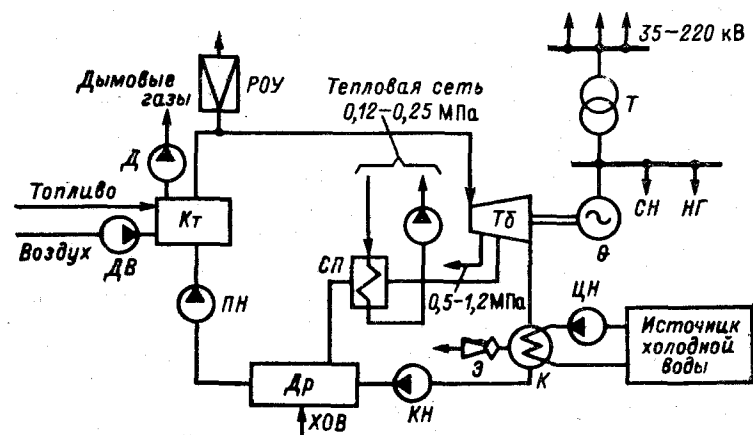 35–220 кВ
Дымовые
газы
РОУ
Тепловая сеть
0,12–0,25 МПа
Т
Д
Топливо
Кт
Воздух
ДВ
Тб
СН
НГ
СП
0,5–1,2 МПа
ПН
ЦН
Источник
холодной
воды
Э
К
Др
КН
ХОВ